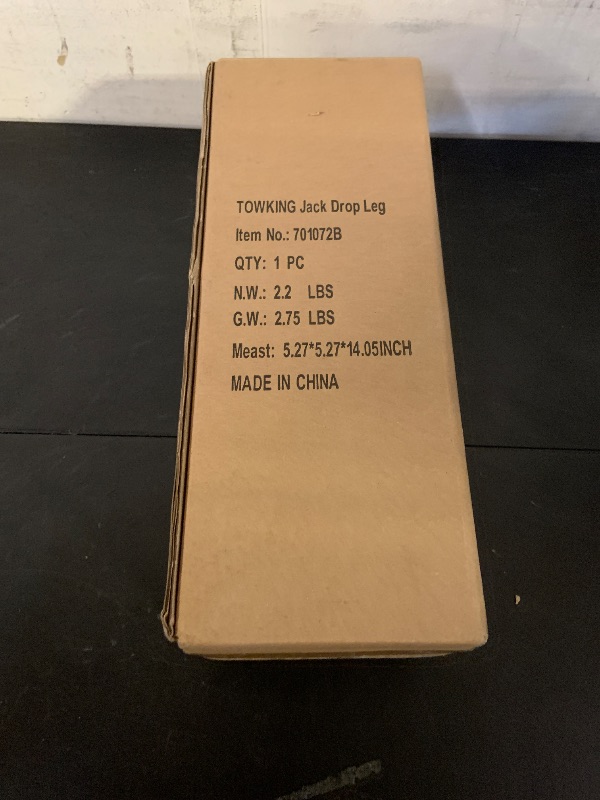 TOWKING Jack Drop Leg
Item No.: 701072B
QTY: 1 PC
N.W.: 2.2 LBS
G.W.: 2.75 LBS
Meast: 5.27*5.27*14.05INCH
MADE IN CHINA